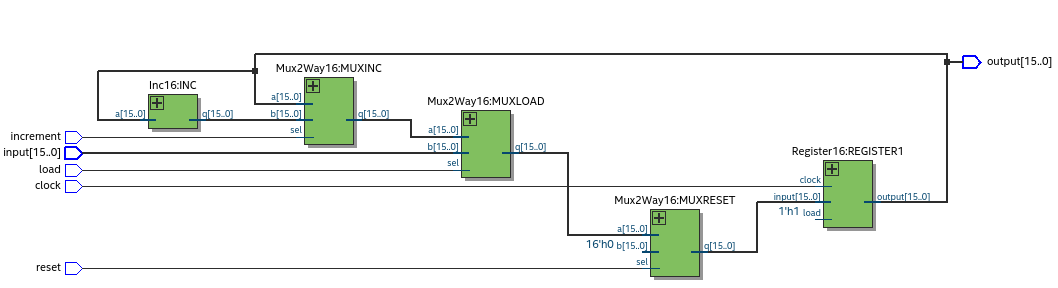 output[15..0]
Mux2Way16:MUXINC
Inc16:INC
a[15..0]
q[15..0]
a[15..0]
b[15..0]
sel
q[15..0]
Mux2Way16:MUXLOAD
a[15..0]
b[15..0]
sel
q[15..0]
increment
input[15..0]
load
clock
Register16:REGISTER1
clock
input[15..0]
1'h1 load
output[15..0]
Mux2Way16:MUXRESET
a[15..0]
16'h0 b[15..0]
sel
q[15..0]
reset